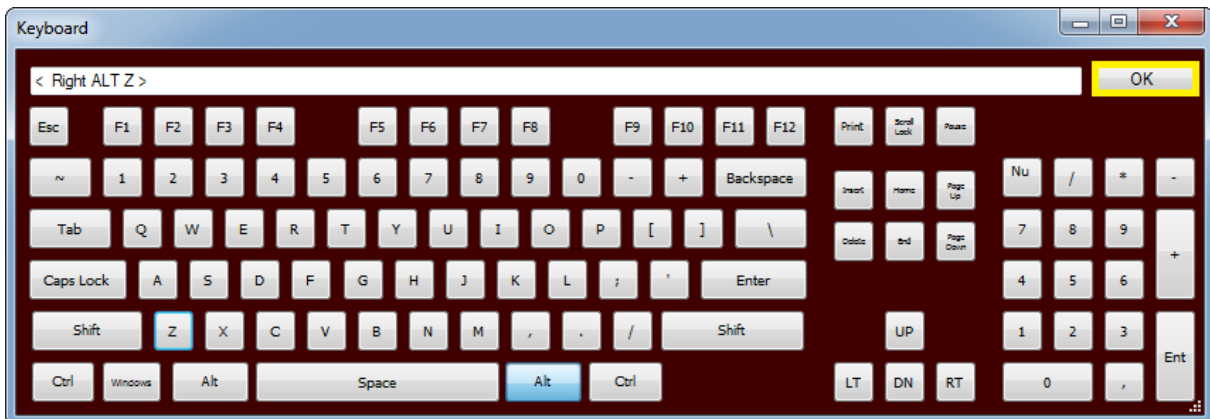 Keyboard
< Right ALT Z > OK
Esc F1 F2 F3 F4 F5 F6 F7 F8 F9 F10 F11 F12 Print Scroll Lock Pause
~ 1 2 3 4 5 6 7 8 9 0 - + Backspace Insert Home Page Up Nu / * -
Tab Q W E R T Y U I O P [ ] \ Delete End Page Down 7 8 9 +
Caps Lock A S D F G H J K L ; ' Enter 4 5 6
Shift Z X C V B N M , . / Shift UP 1 2 3 Ent
Ctrl Windows Alt Space Alt Ctrl LT DN RT 0 ,